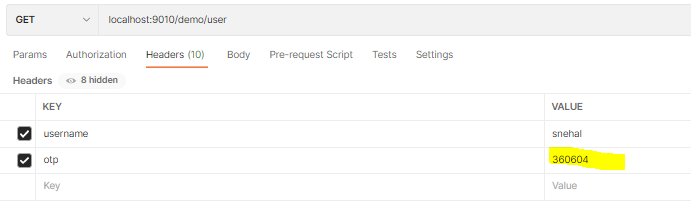 GET localhost:9010/demo/user
Params Authorization Headers (10) Body Pre-request Script Tests Settings
Headers 8 hidden
KEY VALUE
username snehal
otp 360604
Key Value